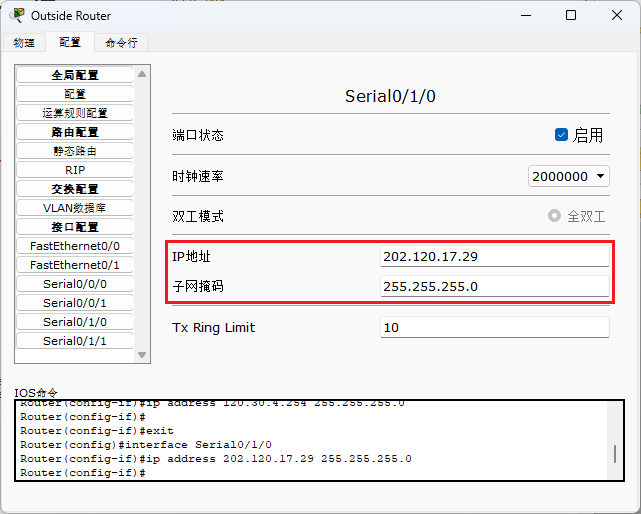 Outside Router
物理 配置 命令行
全局配置
配置
运算规则配置
路由配置
静态路由
RIP
交换配置
VLAN数据库
接口配置
FastEthernet0/0
FastEthernet0/1
Serial0/0/0
Serial0/0/1
Serial0/1/0
Serial0/1/1
Serial0/1/0
端口状态 启用
时钟速率 2000000
双工模式 全双工
IP地址 202.120.17.29
子网掩码 255.255.255.0
Tx Ring Limit 10
IOS命令
Router(config-if)#ip address 120.30.4.254 255.255.255.0
Router(config-if)#
Router(config-if)#exit
Router(config)#interface Serial0/1/0
Router(config-if)#ip address 202.120.17.29 255.255.255.0
Router(config-if)#